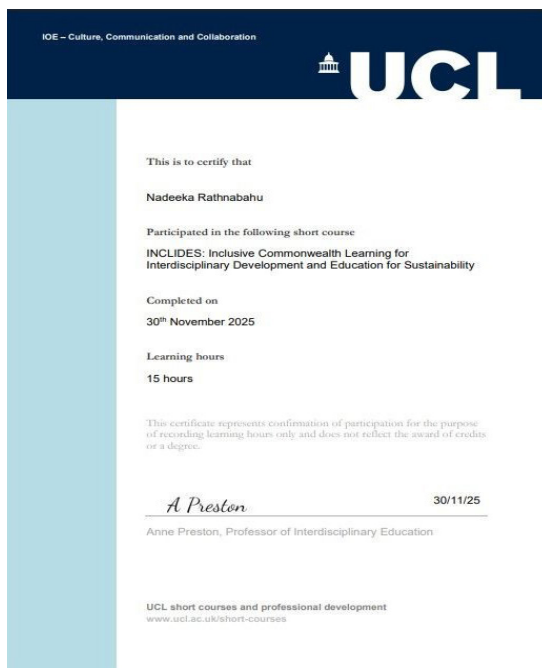 IOE – Culture, Communication and Collaboration
UCL
This is to certify that
Nadeeka Rathnabahu
Participated in the following short course
INCLIDES: Inclusive Commonwealth Learning for
Interdisciplinary Development and Education for Sustainability
Completed on
30th November 2025
Learning hours
15 hours
This certificate represents confirmation of participation for the purpose
of recording learning hours only and does not reflect the award of credits
or a degree.
A Preston
30/11/25
Anne Preston, Professor of Interdisciplinary Education
UCL short courses and professional development
www.ucl.ac.uk/short-courses